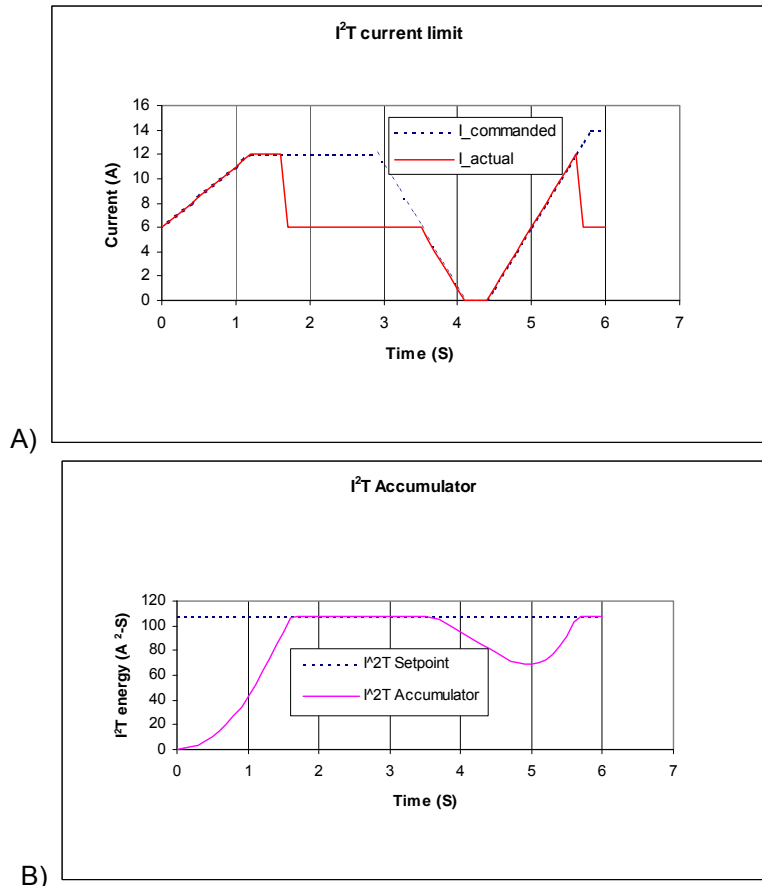 I²T current limit
Current (A)
16
14
12
10
8
6
4
2
0
I_commanded
I_actual
0 1 2 3 4 5 6 7
Time (S)
A)
I²T Accumulator
I²T energy (A ²-S)
120
100
80
60
40
20
0
I^2T Setpoint
I^2T Accumulator
0 1 2 3 4 5 6 7
Time (S)
B)